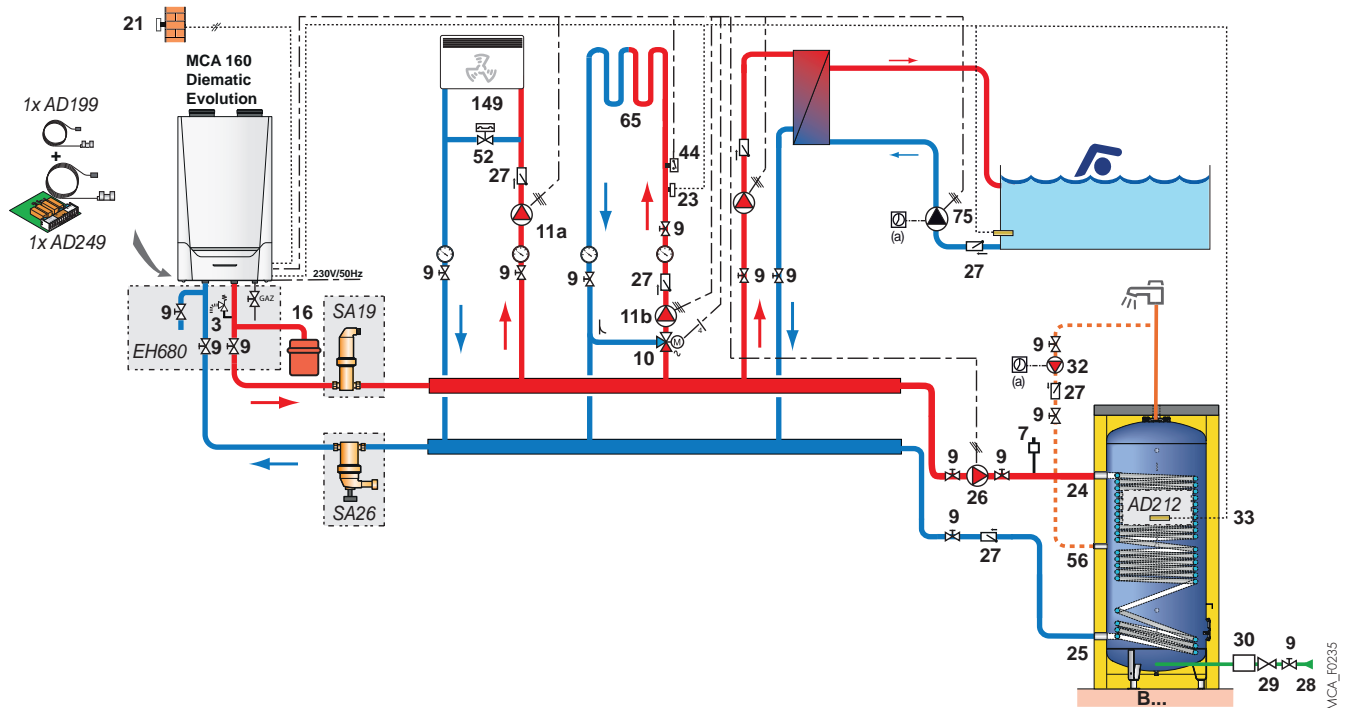 21
MCA 160
Diematic
Evolution
1x AD199
+
1x AD249
230V/50Hz
149
52
27
11a
9
9
65
44
23
9
27
9
11b
10
M
4
9
9
75
(a)
27
9
3
GAZ
16
9
9
EH680
SA19
SA26
9
32
(a)
27
9
7
9
9
26
24
AD212
33
9
27
56
25
30
9
29
28
B...
MCA_F0235